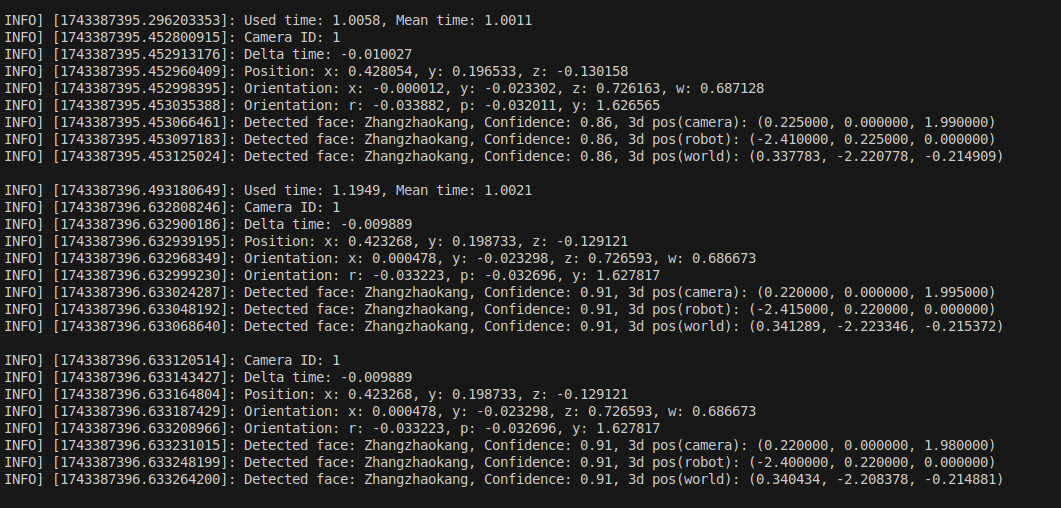 INFO] [1743387395.296203353]: Used time: 1.0058, Mean time: 1.0011
INFO] [1743387395.452800915]: Camera ID: 1
INFO] [1743387395.452913176]: Delta time: -0.010027
INFO] [1743387395.452960409]: Position: x: 0.428054, y: 0.196533, z: -0.130158
INFO] [1743387395.452998395]: Orientation: x: -0.000012, y: -0.023302, z: 0.726163, w: 0.687128
INFO] [1743387395.453035388]: Orientation: r: -0.033882, p: -0.032011, y: 1.626565
INFO] [1743387395.453066461]: Detected face: Zhangzhaokang, Confidence: 0.86, 3d pos(camera): (0.225000, 0.000000, 1.990000)
INFO] [1743387395.453097183]: Detected face: Zhangzhaokang, Confidence: 0.86, 3d pos(robot): (-2.410000, 0.225000, 0.000000)
INFO] [1743387395.453125024]: Detected face: Zhangzhaokang, Confidence: 0.86, 3d pos(world): (0.337783, -2.220778, -0.214909)
INFO] [1743387396.493180649]: Used time: 1.1949, Mean time: 1.0021
INFO] [1743387396.632808246]: Camera ID: 1
INFO] [1743387396.632900186]: Delta time: -0.009889
INFO] [1743387396.632939195]: Position: x: 0.423268, y: 0.198733, z: -0.129121
INFO] [1743387396.632968349]: Orientation: x: 0.000478, y: -0.023298, z: 0.726593, w: 0.686673
INFO] [1743387396.632999230]: Orientation: r: -0.033223, p: -0.032696, y: 1.627817
INFO] [1743387396.633024287]: Detected face: Zhangzhaokang, Confidence: 0.91, 3d pos(camera): (0.220000, 0.000000, 1.995000)
INFO] [1743387396.633048192]: Detected face: Zhangzhaokang, Confidence: 0.91, 3d pos(robot): (-2.415000, 0.220000, 0.000000)
INFO] [1743387396.633068640]: Detected face: Zhangzhaokang, Confidence: 0.91, 3d pos(world): (0.341289, -2.223346, -0.215372)
INFO] [1743387396.633120514]: Camera ID: 1
INFO] [1743387396.633143427]: Delta time: -0.009889
INFO] [1743387396.633164804]: Position: x: 0.423268, y: 0.198733, z: -0.129121
INFO] [1743387396.633187429]: Orientation: x: 0.000478, y: -0.023298, z: 0.726593, w: 0.686673
INFO] [1743387396.633208966]: Orientation: r: -0.033223, p: -0.032696, y: 1.627817
INFO] [1743387396.633231015]: Detected face: Zhangzhaokang, Confidence: 0.91, 3d pos(camera): (0.220000, 0.000000, 1.980000)
INFO] [1743387396.633248199]: Detected face: Zhangzhaokang, Confidence: 0.91, 3d pos(robot): (-2.400000, 0.220000, 0.000000)
INFO] [1743387396.633264200]: Detected face: Zhangzhaokang, Confidence: 0.91, 3d pos(world): (0.340434, -2.208378, -0.214881)